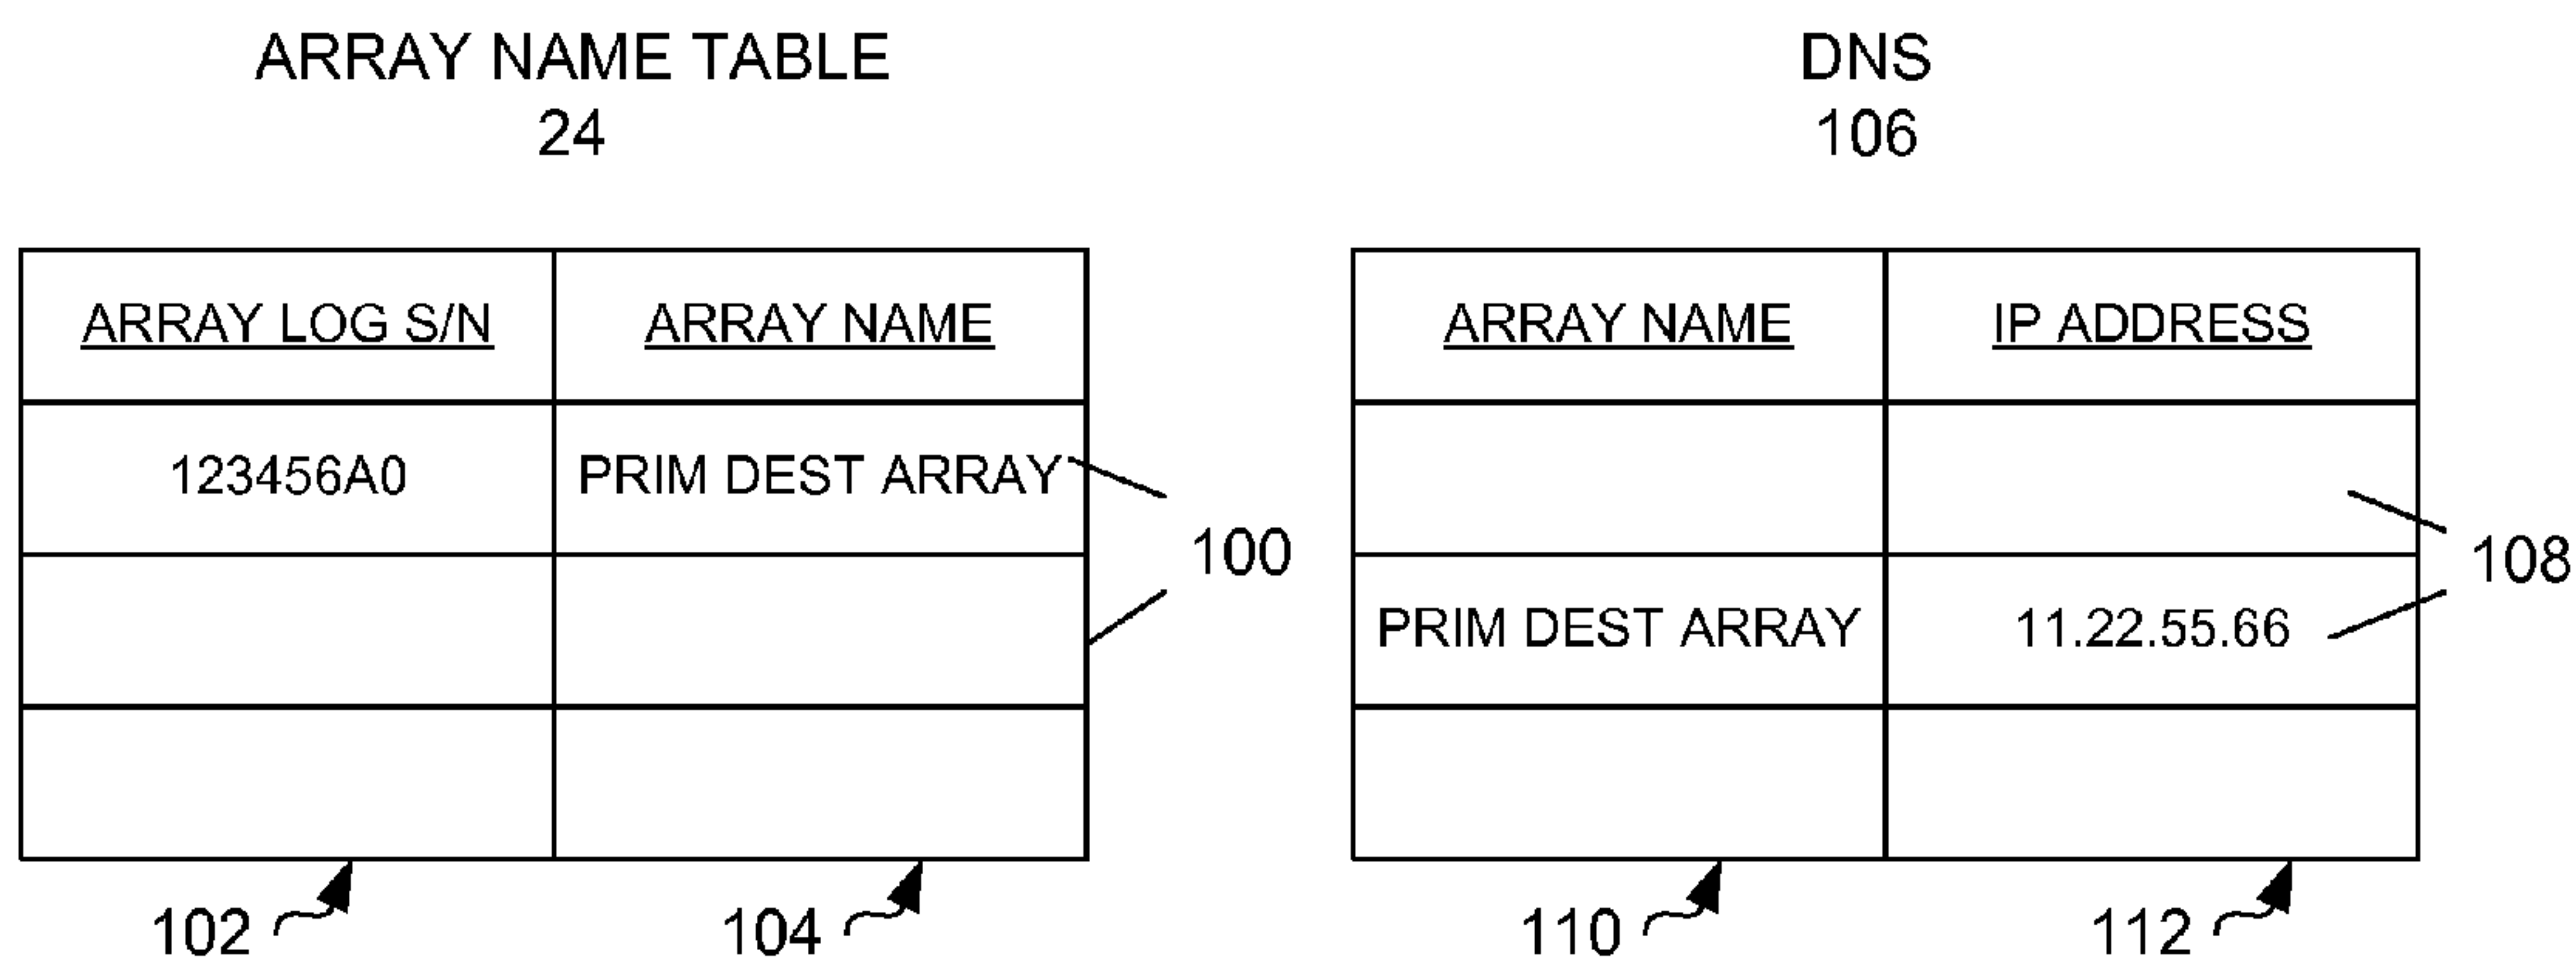 ARRAY NAME TABLE
24
ARRAY LOG S/N ARRAY NAME
123456A0 PRIM DEST ARRAY
100
102 104
DNS
106
ARRAY NAME IP ADDRESS
108
PRIM DEST ARRAY 11.22.55.66
110 112